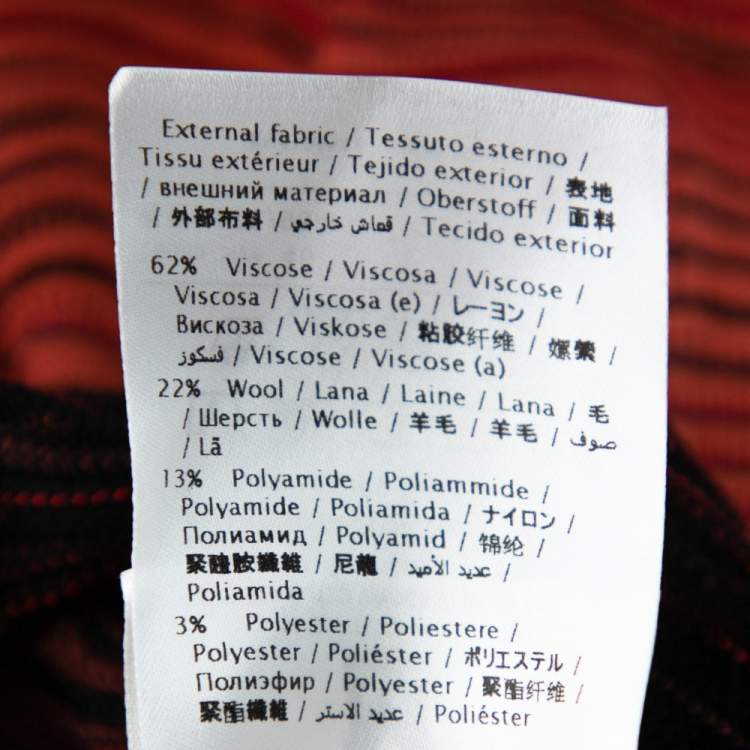 External fabric / Tessuto esterno /
Tissu extérieur / Tejido exterior / 表地
/ внешний материал / Oberstoff / 面料
/ 外部布料 / قماش خارجي / Tecido exterior
62% Viscose / Viscosa / Viscose /
Viscosa / Viscosa (e) / レーヨン /
Вискоза / Viskose / 粘胶纤维 / 嫘縈 /
فسكوز / Viscose / Viscose (a)
22% Wool / Lana / Laine / Lana / 毛
/ Шерсть / Wolle / 羊毛 / 羊毛 / صوف
/ Lã
13% Polyamide / Poliammide /
Polyamide / Poliamida / ナイロン /
Полиамид / Polyamid / 锦纶 /
聚醯胺纖維 / 尼龍 / عديد الأميد /
Poliamida
3% Polyester / Poliestere /
Polyester / Poliéster / ポリエステル /
Полиэфир / Polyester / 聚酯纤维 /
聚酯纖維 / عديد الاستر / Poliéster